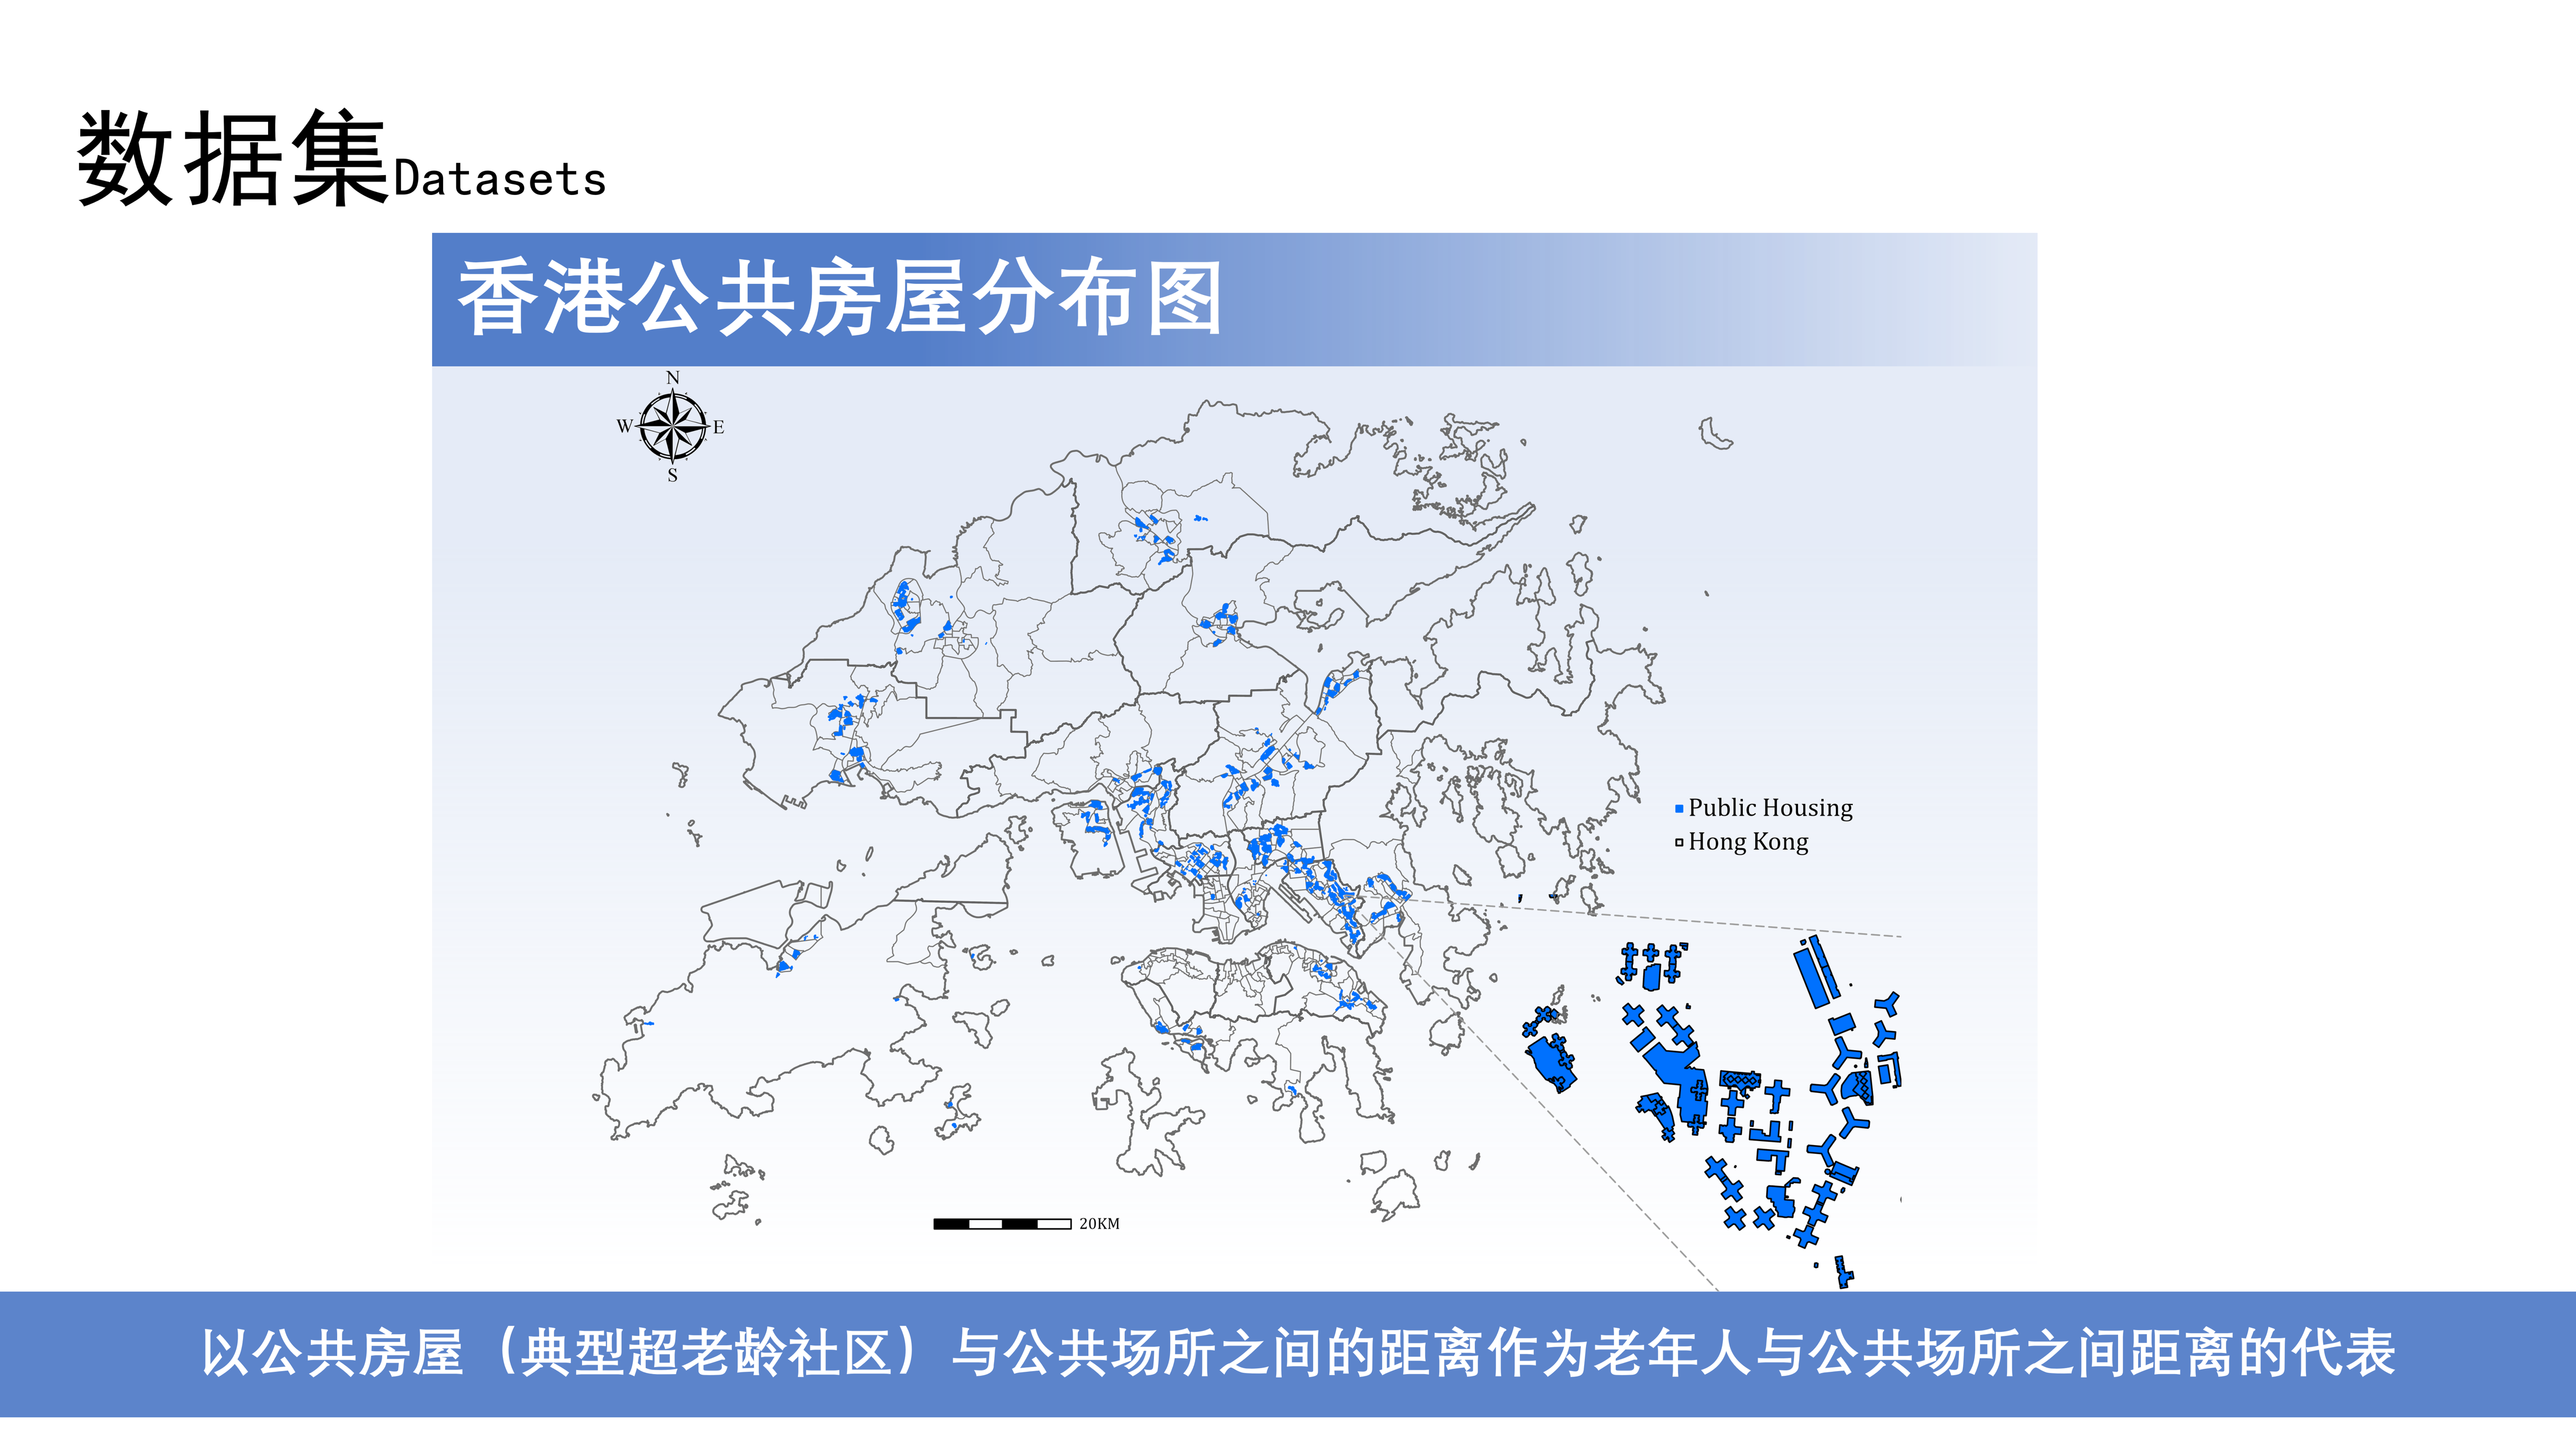 数据集Datasets
香港公共房屋分布图
N
W E
S
Public Housing
Hong Kong
20KM
以公共房屋（典型超老龄社区）与公共场所之间的距离作为老年人与公共场所之间距离的代表